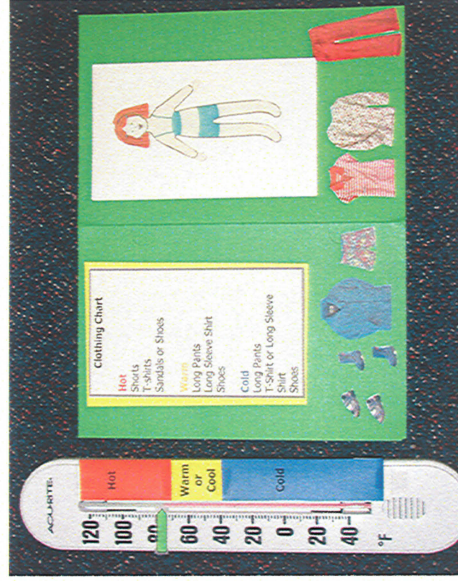 Clothing Chart
Hot
Shorts
T-shirts
Sandals or Shoes
Warm
Long Pants
Long Sleeve Shirt
Shoes
Cold
Long Pants
T-Shirt or Long Sleeve
Shirt
Shoes
ACU·RITE.
Hot
Warm
or
Cool
Cold
120
100
80
60
40
20
0
20
40
°F